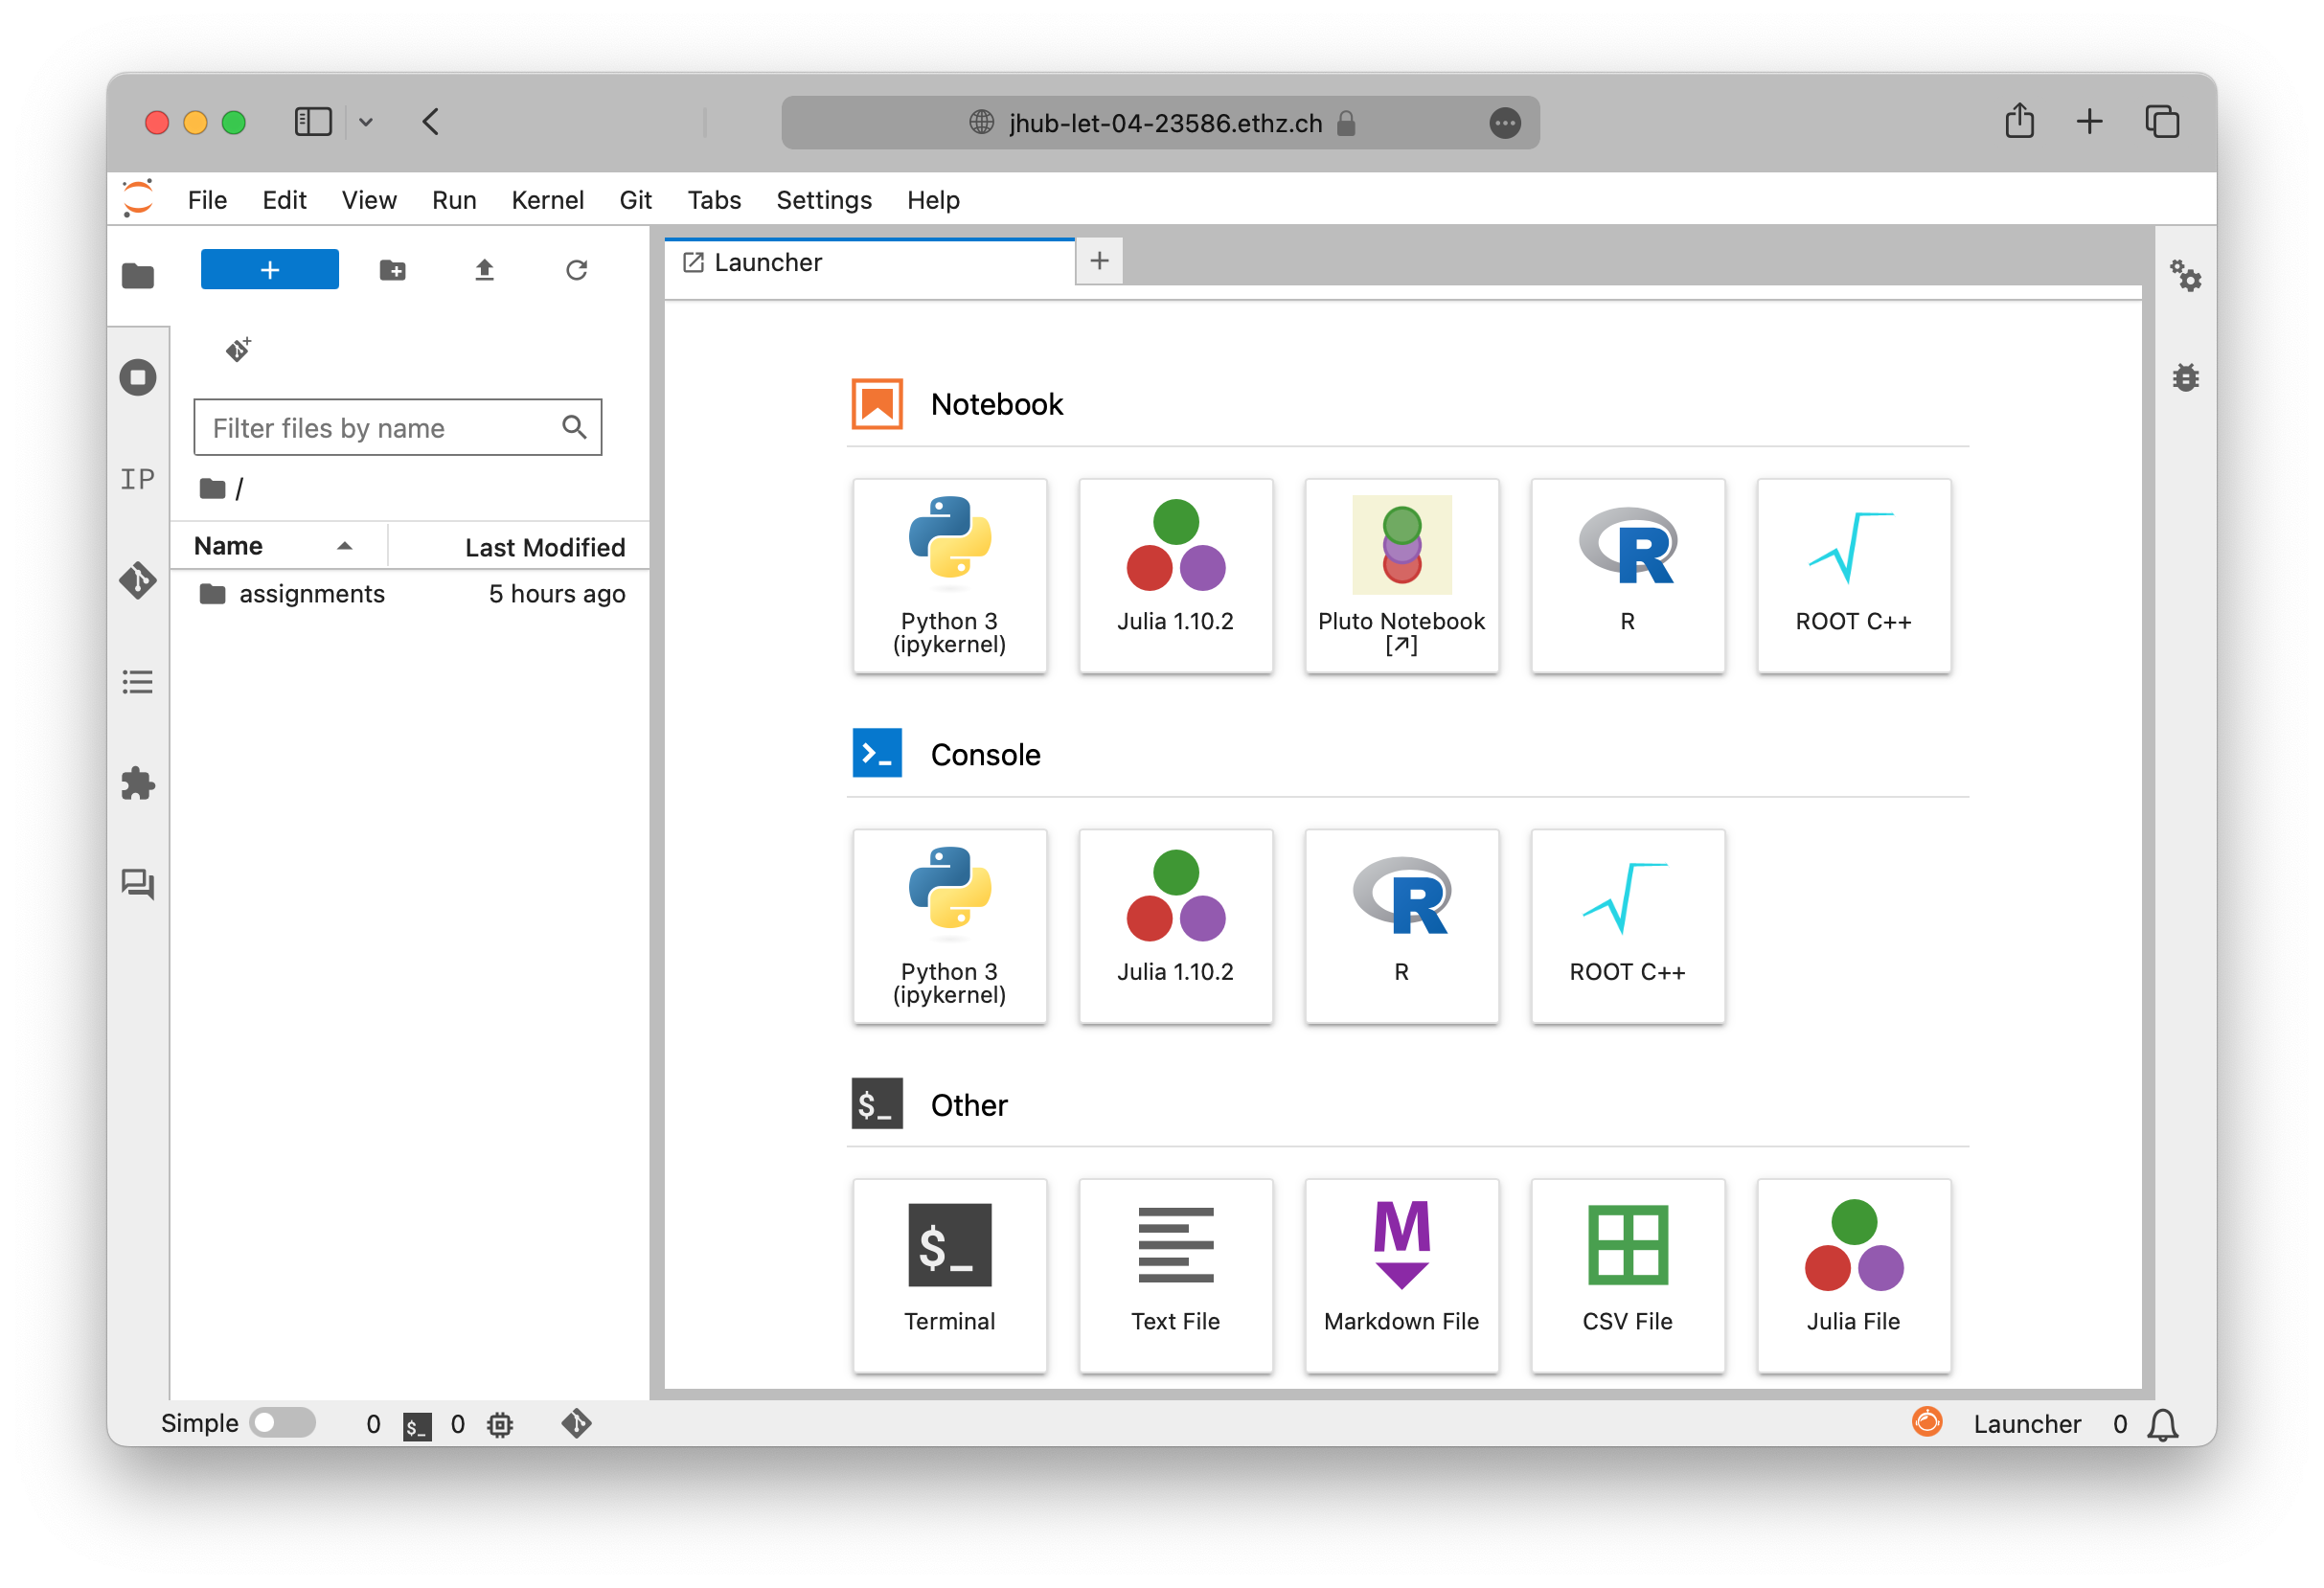 jhub-let-04-23586.ethz.ch
File Edit View Run Kernel Git Tabs Settings Help
+
Launcher
+
Filter files by name
IP
/
Name Last Modified
assignments 5 hours ago
Notebook
Python 3
(ipykernel)
Julia 1.10.2
Pluto Notebook
[↗]
R
ROOT C++
Console
Python 3
(ipykernel)
Julia 1.10.2
R
ROOT C++
$_ Other
$_
Terminal
Text File
M
Markdown File
CSV File
Julia File
Simple 0 $_ 0 Launcher 0